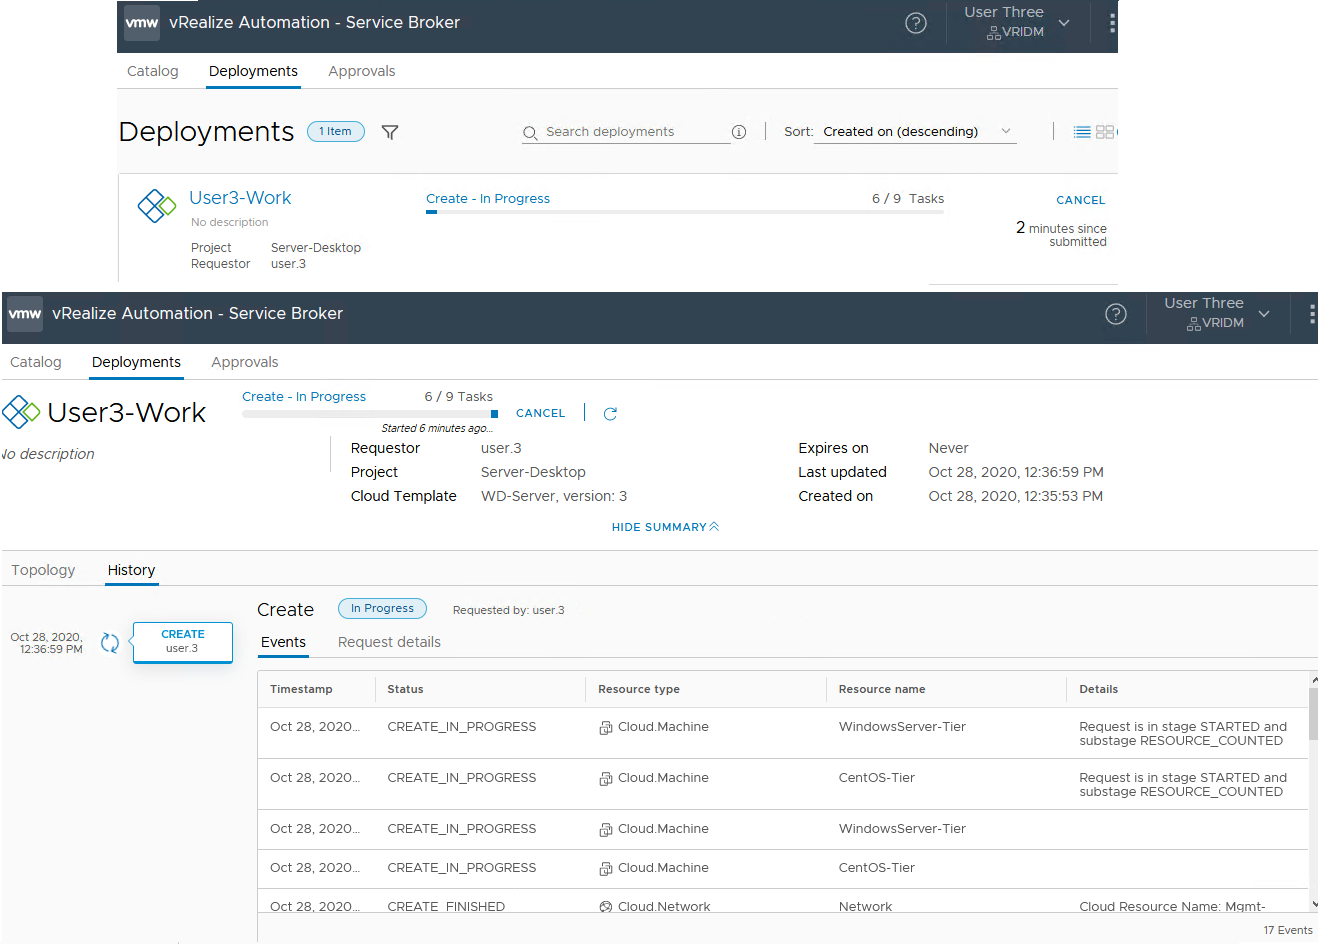 vmw vRealize Automation - Service Broker
User Three
VRIDM
Catalog Deployments Approvals
Deployments 1 Item Search deployments Sort: Created on (descending)
User3-Work Create - In Progress 6 / 9 Tasks CANCEL
No description
2 minutes since
submitted
Project Server-Desktop
Requestor user.3
vmw vRealize Automation - Service Broker
User Three
VRIDM
Catalog Deployments Approvals
User3-Work Create - In Progress 6 / 9 Tasks CANCEL
Started 6 minutes ago...
No description
Requestor user.3 Expires on Never
Project Server-Desktop Last updated Oct 28, 2020, 12:36:59 PM
Cloud Template WD-Server, version: 3 Created on Oct 28, 2020, 12:35:53 PM
HIDE SUMMARY
Topology History
Create In Progress Requested by: user.3
Oct 28, 2020,
12:36:59 PM
CREATE
user.3
Events Request details
Timestamp Status Resource type Resource name Details
Oct 28, 2020... CREATE_IN_PROGRESS Cloud.Machine WindowsServer-Tier Request is in stage STARTED and
substage RESOURCE_COUNTED
Oct 28, 2020... CREATE_IN_PROGRESS Cloud.Machine CentOS-Tier Request is in stage STARTED and
substage RESOURCE_COUNTED
Oct 28, 2020... CREATE_IN_PROGRESS Cloud.Machine WindowsServer-Tier
Oct 28, 2020... CREATE_IN_PROGRESS Cloud.Machine CentOS-Tier
Oct 28, 2020... CREATE_FINISHED Cloud.Network Network Cloud Resource Name: Mgmt-
17 Events